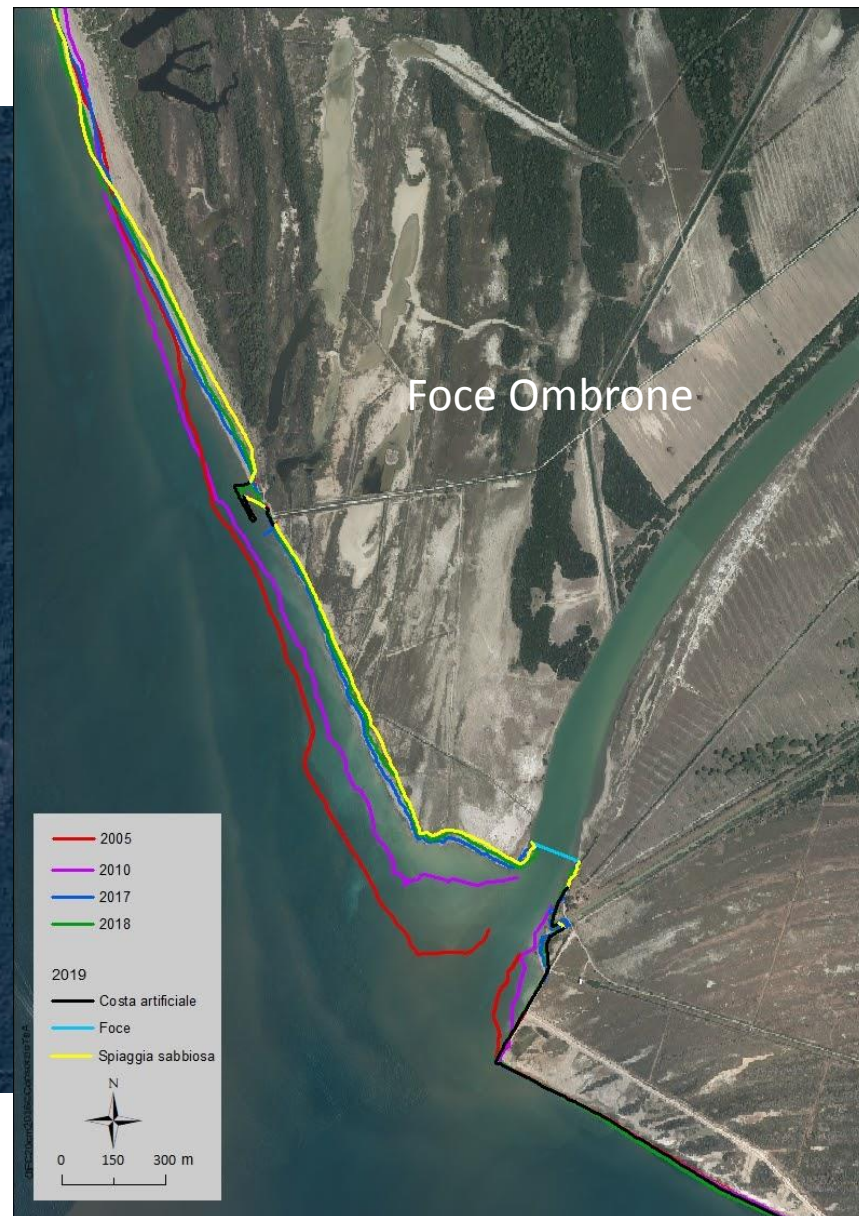 Foce Ombrone
2005
2010
2017
2018
2019
Costa artificiale
Foce
Spiaggia sabbiosa
N
0 150 300 m